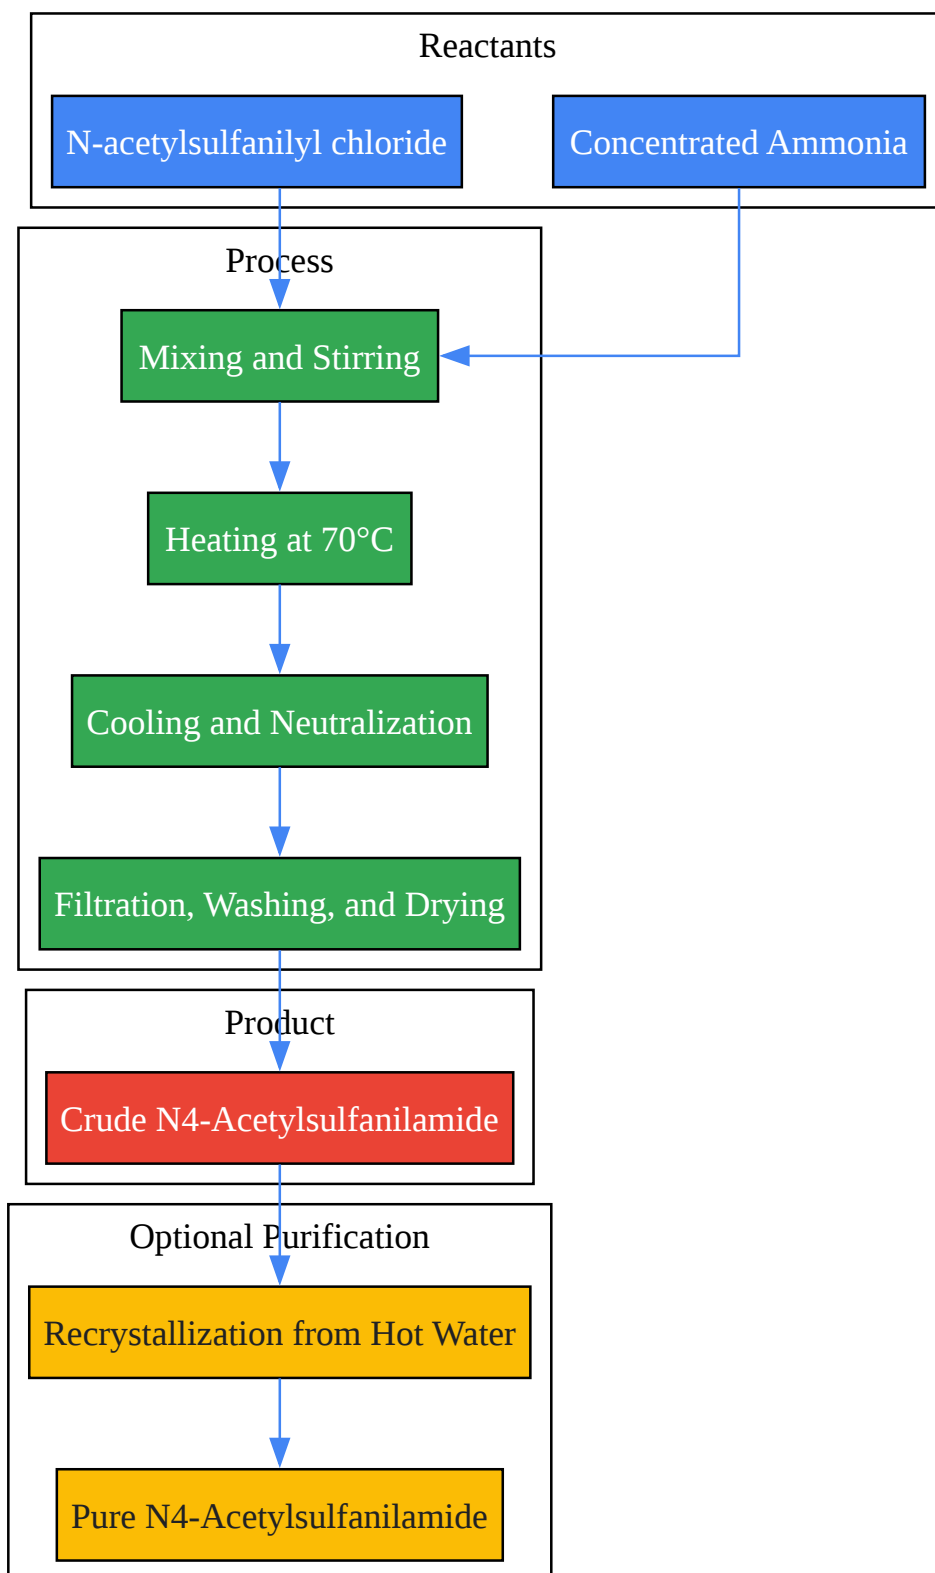 Reactants
N-acetylsulfanilyl chloride
Concentrated Ammonia
Process
Mixing and Stirring
Heating at 70°C
Cooling and Neutralization
Filtration, Washing, and Drying
Product
Crude N4-Acetylsulfanilamide
Optional Purification
Recrystallization from Hot Water
Pure N4-Acetylsulfanilamide